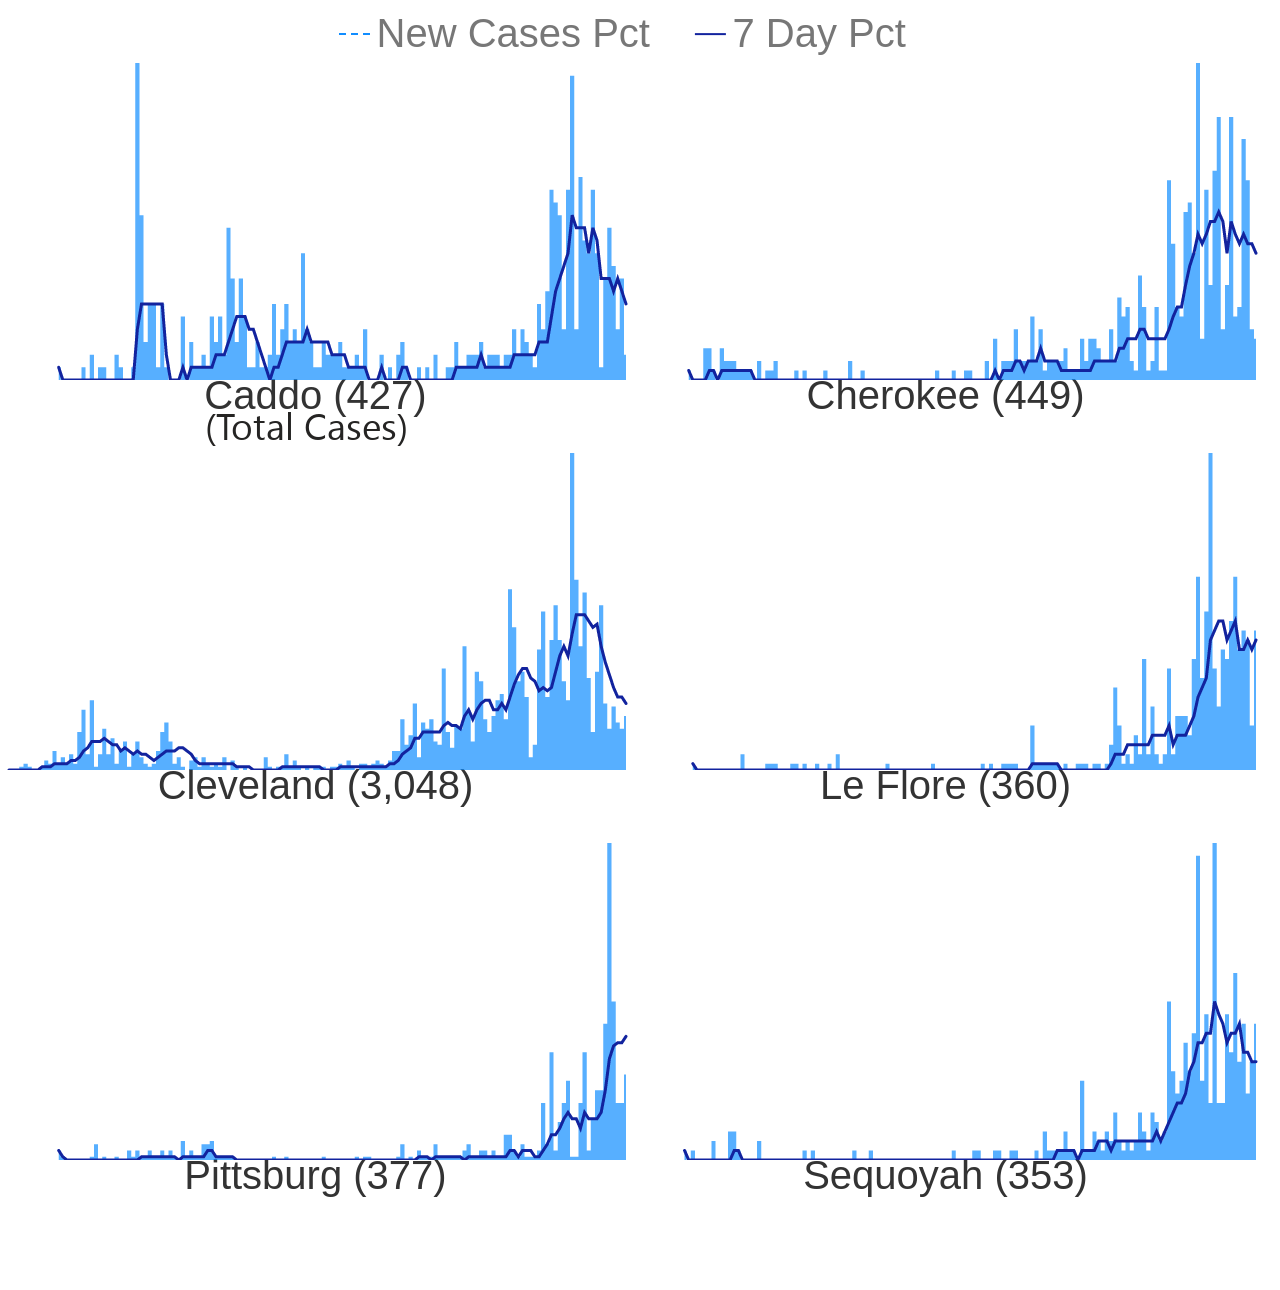 New Cases Pct 7 Day Pct
Caddo (427) Cherokee (449)
(Total Cases)
Cleveland (3,048) Le Flore (360)
Pittsburg (377) Sequoyah (353)